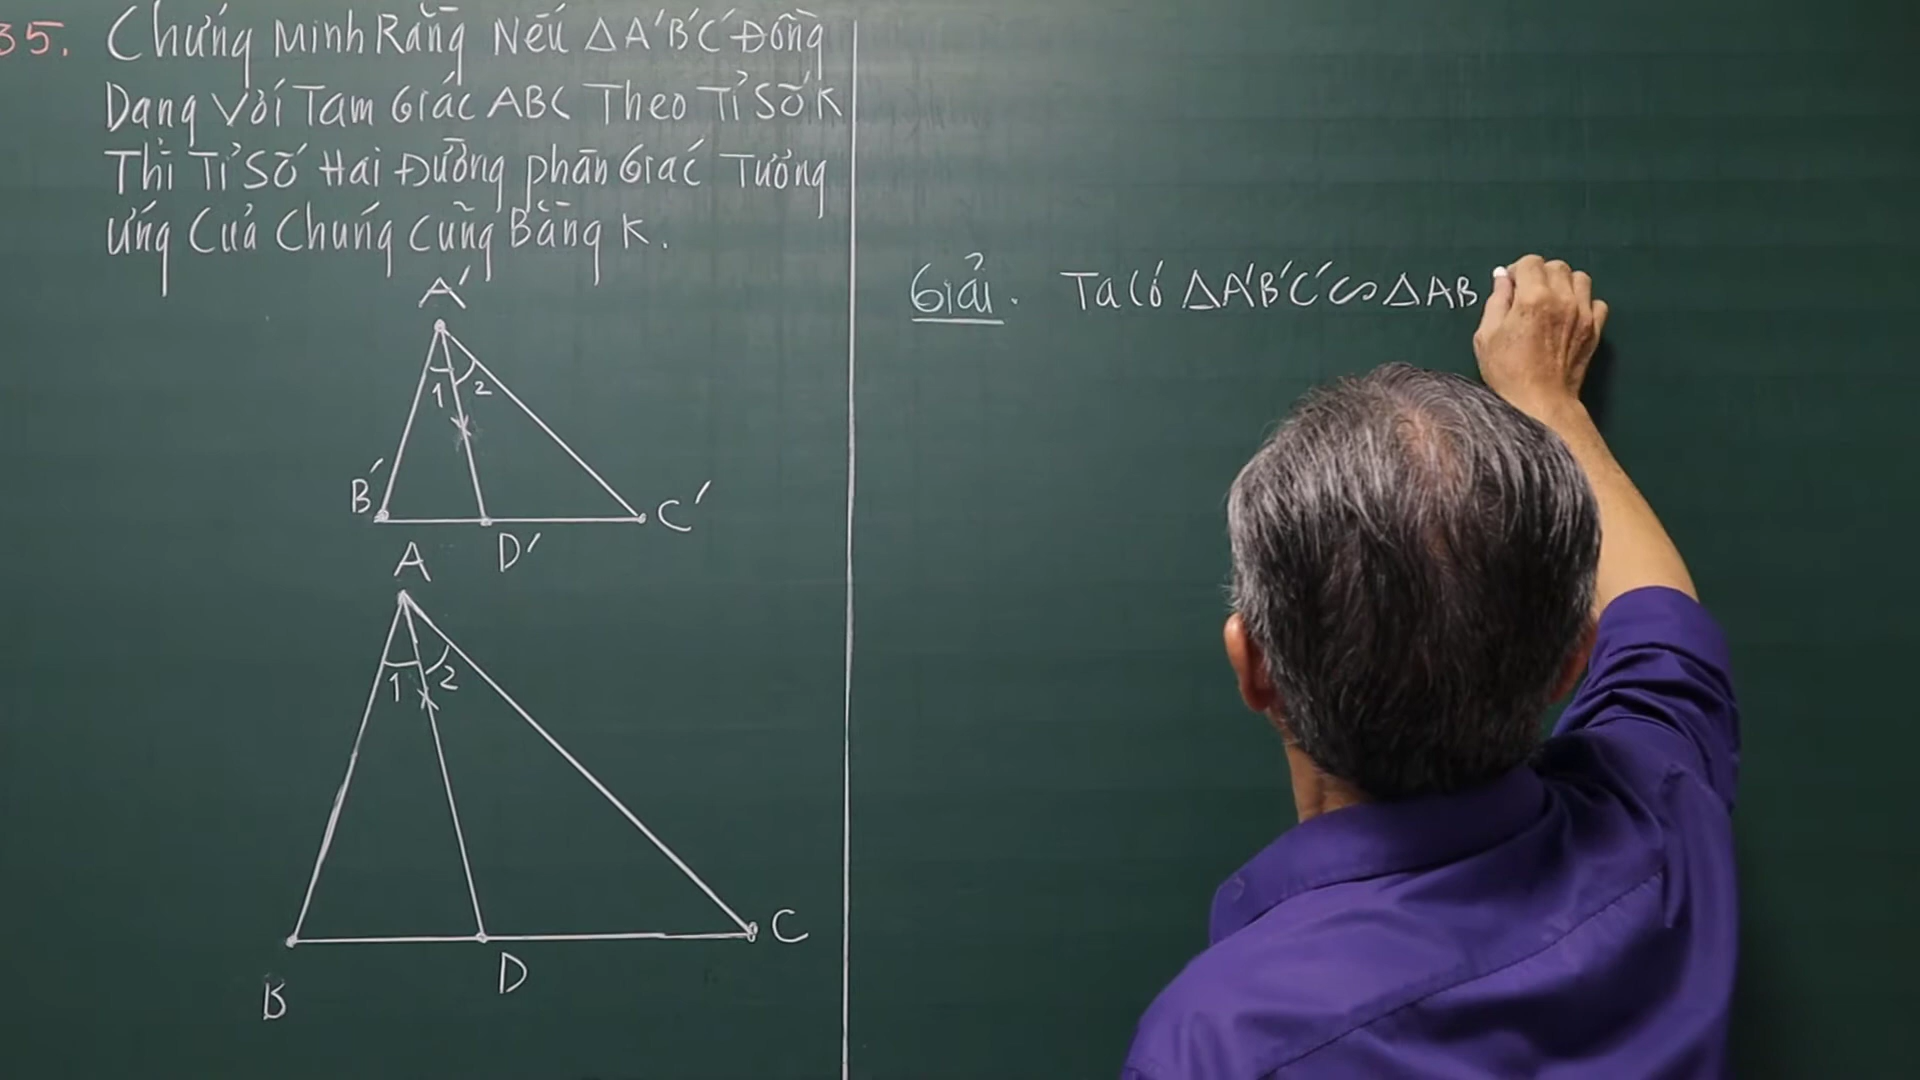 35. Chứng Minh Rằng Nếu ΔA'B'C' Đồng
Dạng Với Tam Giác ABC Theo Tỉ Số K
Thì Tỉ Số Hai Đường phân Giác Tương
ứng Của Chúng cũng Bằng K.
A'
1 2
B' C'
D'
A
1 2
C
D
B
Giải. Ta Có ΔA'B'C' ∽ ΔAB